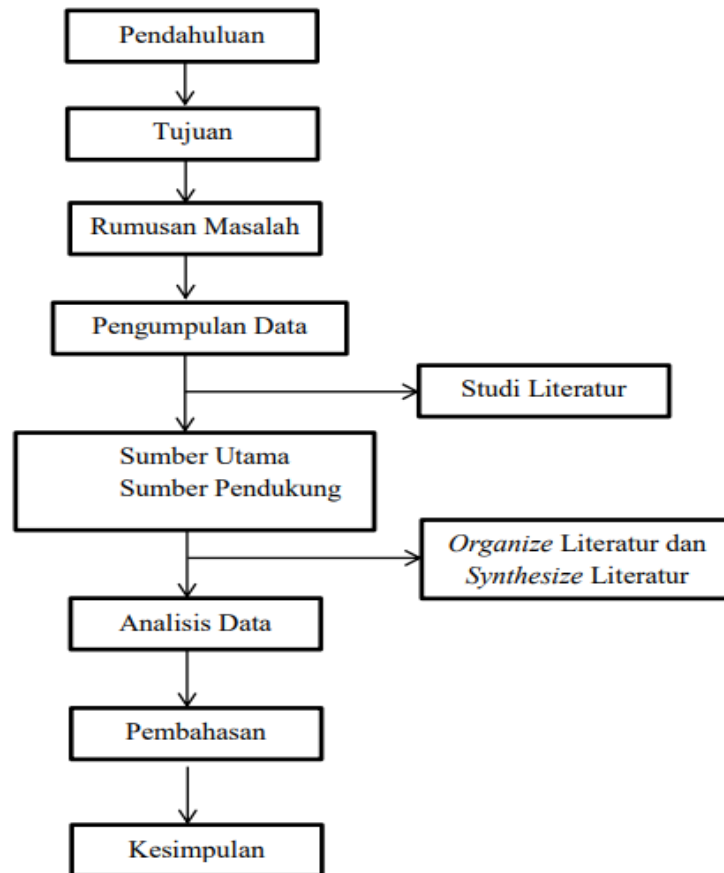 Pendahuluan
Tujuan
Rumusan Masalah
Pengumpulan Data
Studi Literatur
Sumber Utama
Sumber Pendukung
Organize Literatur dan
Synthesize Literatur
Analisis Data
Pembahasan
Kesimpulan